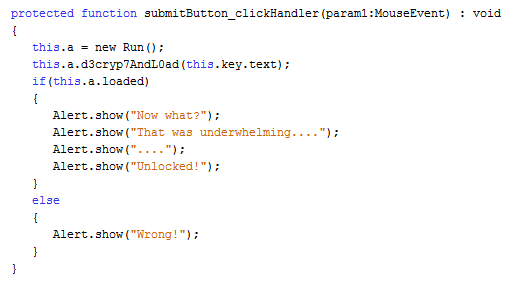 protected function submitButton_clickHandler(param1:MouseEvent) : void
{
this.a = new Run();
this.a.d3cryp7AndL0ad(this.key.text);
if(this.a.loaded)
{
Alert.show("Now what?");
Alert.show("That was underwhelming....");
Alert.show("....");
Alert.show("Unlocked!");
}
else
{
Alert.show("Wrong!");
}
}